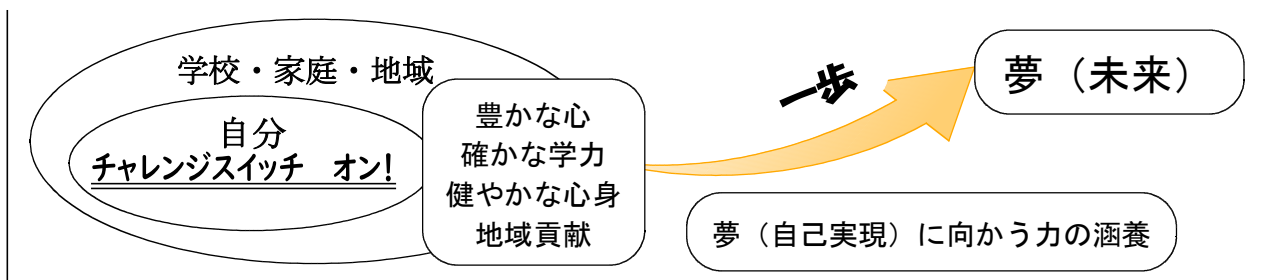 学校・家庭・地域
自分
チャレンジスイッチ　オン!
豊かな心
確かな学力
健やかな心身
地域貢献
一歩
夢（未来）
夢（自己実現）に向かう力の涵養